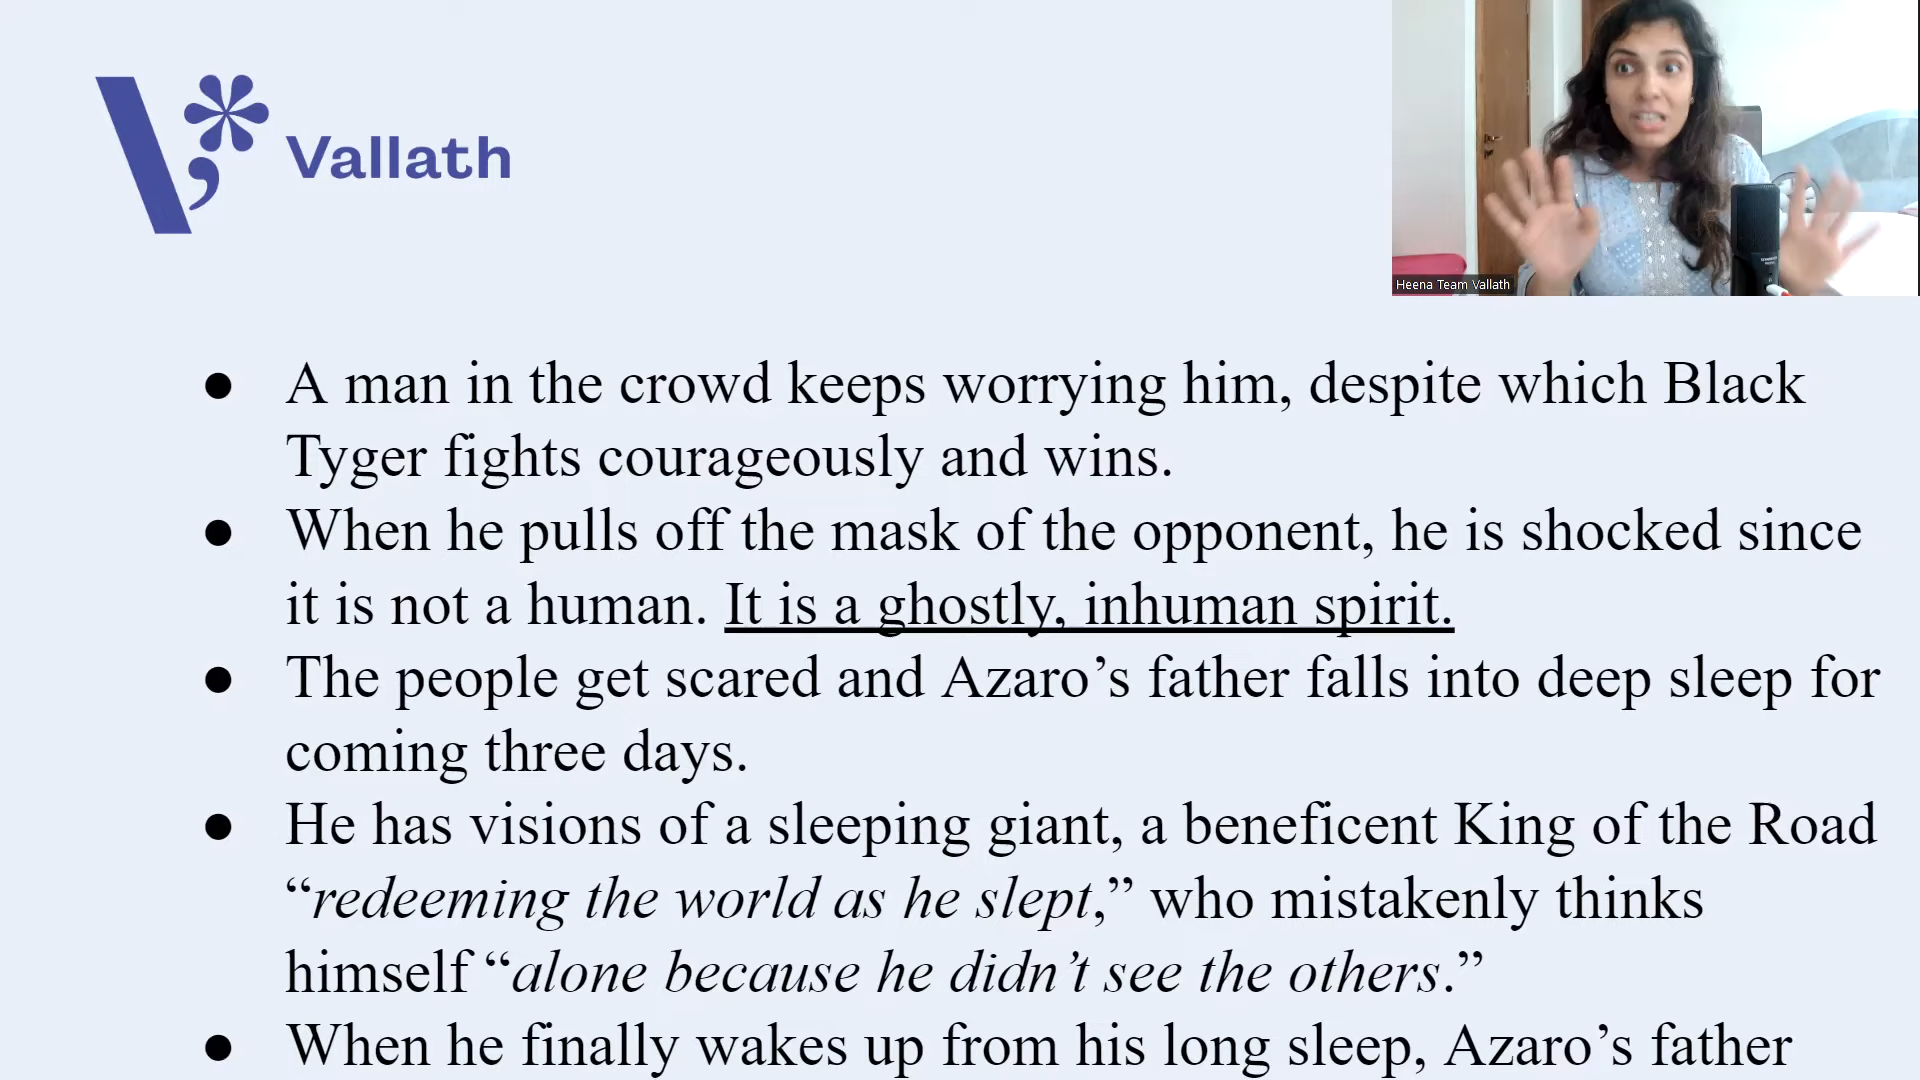 Vallath
Heena Team Vallath
● A man in the crowd keeps worrying him, despite which Black
Tyger fights courageously and wins.
● When he pulls off the mask of the opponent, he is shocked since
it is not a human. It is a ghostly, inhuman spirit.
● The people get scared and Azaro’s father falls into deep sleep for
coming three days.
● He has visions of a sleeping giant, a beneficent King of the Road
“redeeming the world as he slept,” who mistakenly thinks
himself “alone because he didn’t see the others.”
● When he finally wakes up from his long sleep, Azaro’s father